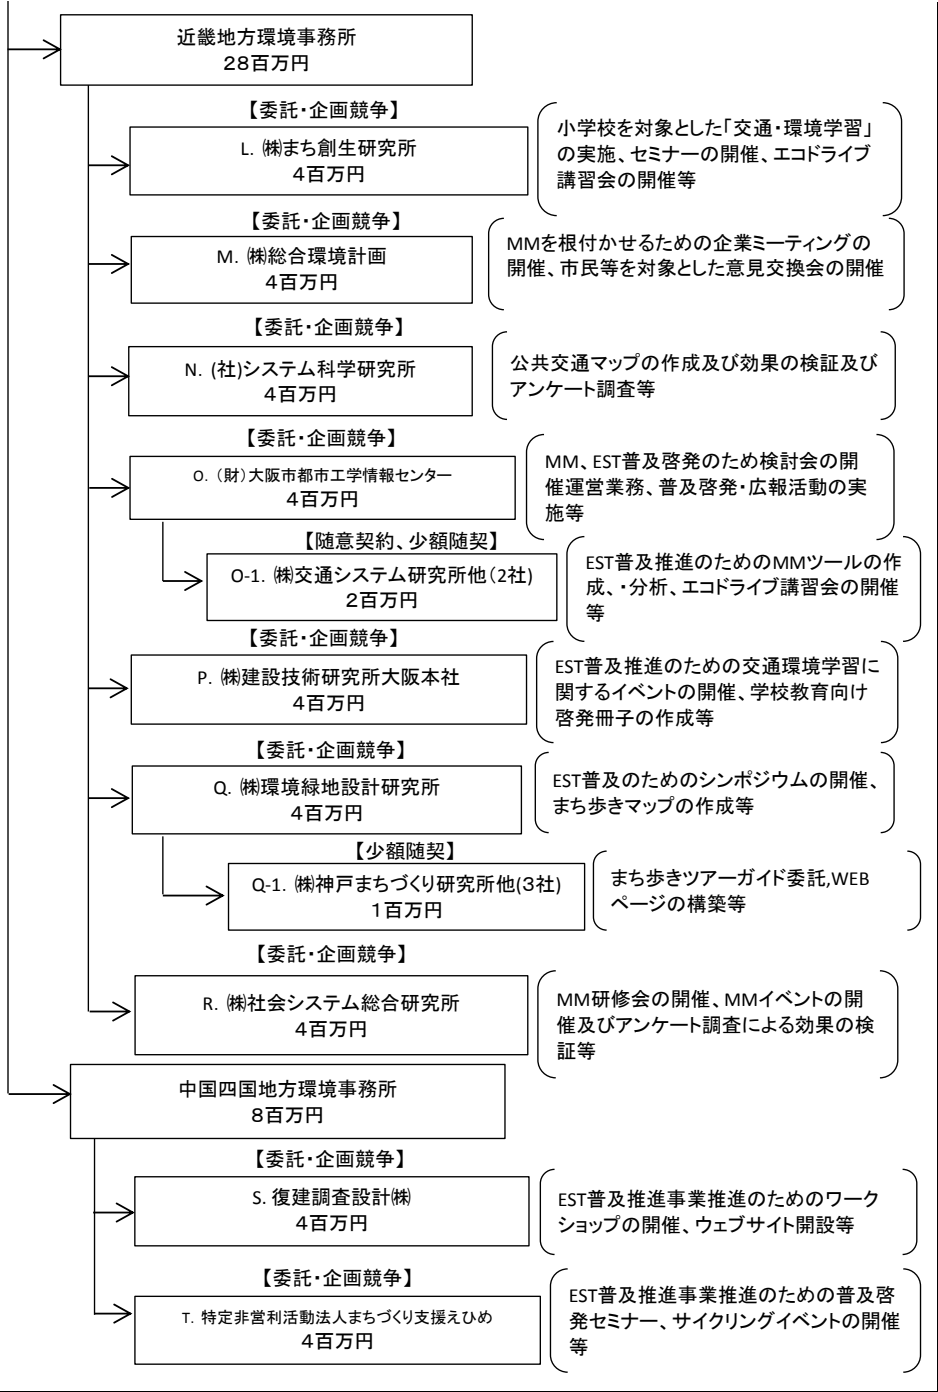 近畿地方環境事務所
28百万円
【委託・企画競争】
L. ㈱まち創生研究所
4百万円
小学校を対象とした「交通・環境学習」
の実施、セミナーの開催、エコドライブ
講習会の開催等
【委託・企画競争】
M. ㈱総合環境計画
4百万円
MMを根付かせるための企業ミーティングの
開催、市民等を対象とした意見交換会の開催
【委託・企画競争】
N. (社)システム科学研究所
4百万円
公共交通マップの作成及び効果の検証及び
アンケート調査等
【委託・企画競争】
O. （財）大阪市都市工学情報センター
4百万円
MM、EST普及啓発のため検討会の開
催運営業務、普及啓発・広報活動の実
施等
【随意契約、少額随契】
O-1. ㈱交通システム研究所他（2社）
2百万円
EST普及推進のためのMMツールの作
成、・分析、エコドライブ講習会の開催
等
【委託・企画競争】
P. ㈱建設技術研究所大阪本社
4百万円
EST普及推進のための交通環境学習に
関するイベントの開催、学校教育向け
啓発冊子の作成等
【委託・企画競争】
Q. ㈱環境緑地設計研究所
4百万円
EST普及のためのシンポジウムの開催、
まち歩きマップの作成等
【少額随契】
Q-1. ㈱神戸まちづくり研究所他(3社)
1百万円
まち歩きツアーガイド委託,WEB
ページの構築等
【委託・企画競争】
R. ㈱社会システム総合研究所
4百万円
MM研修会の開催、MMイベントの開
催及びアンケート調査による効果の検
証等
中国四国地方環境事務所
8百万円
【委託・企画競争】
S. 復建調査設計㈱
4百万円
EST普及推進事業推進のためのワーク
ショップの開催、ウェブサイト開設等
【委託・企画競争】
T. 特定非営利活動法人まちづくり支援えひめ
4百万円
EST普及推進事業推進のための普及啓
発セミナー、サイクリングイベントの開催
等